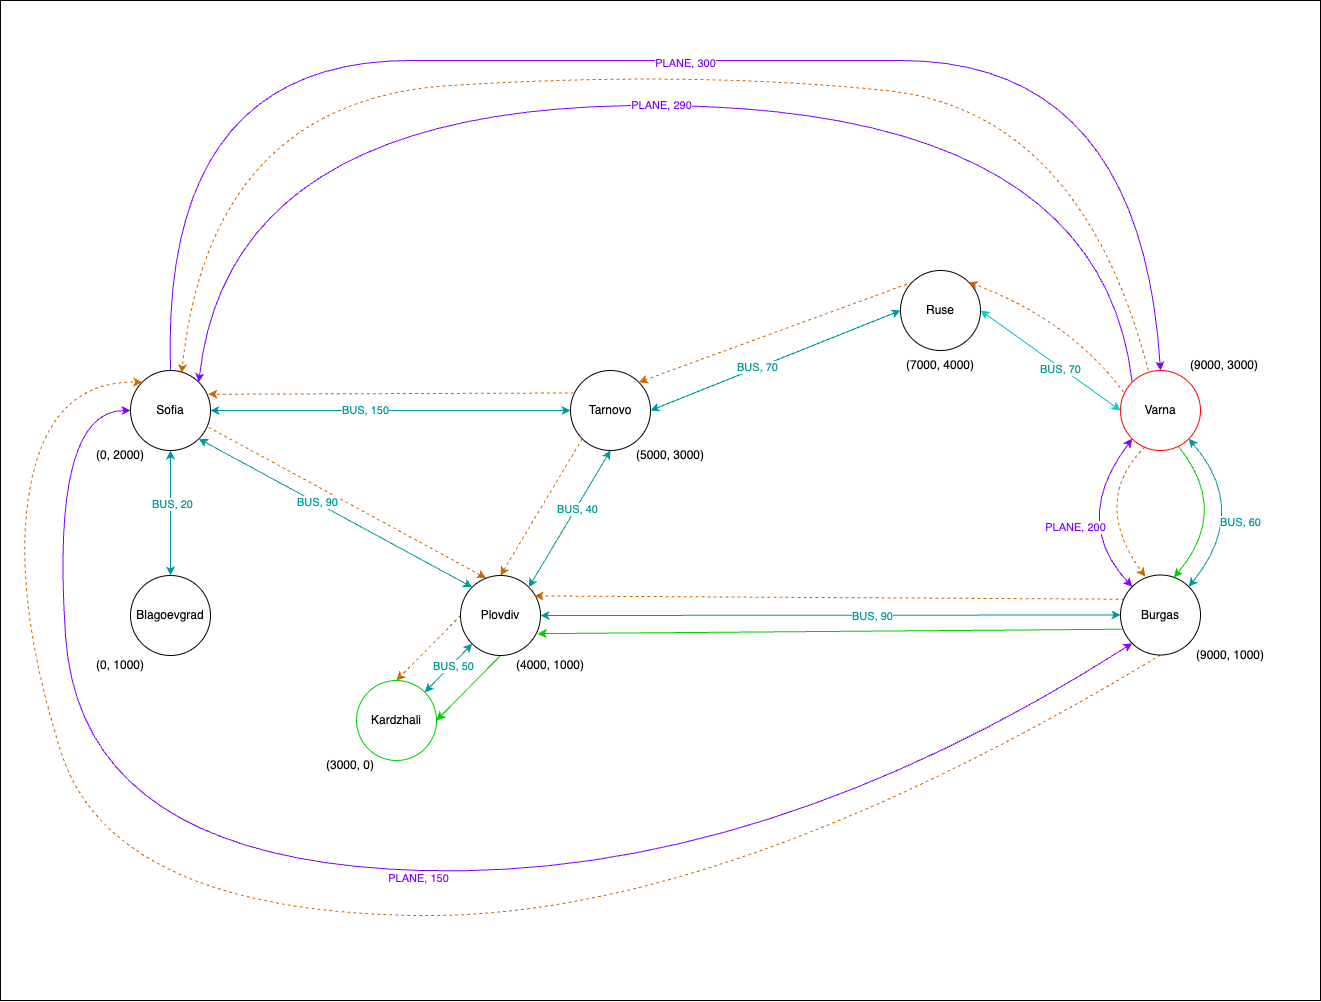 PLANE, 300
PLANE, 290
Ruse
(7000, 4000)
BUS, 70
BUS, 70
(9000, 3000)
Sofia
BUS, 150
Tarnovo
Varna
(0, 2000)
(5000, 3000)
BUS, 20
BUS, 90
BUS, 40
PLANE, 200
BUS, 60
Blagoevgrad
Plovdiv
BUS, 90
Burgas
(0, 1000)
BUS, 50
(4000, 1000)
(9000, 1000)
Kardzhali
(3000, 0)
PLANE, 150